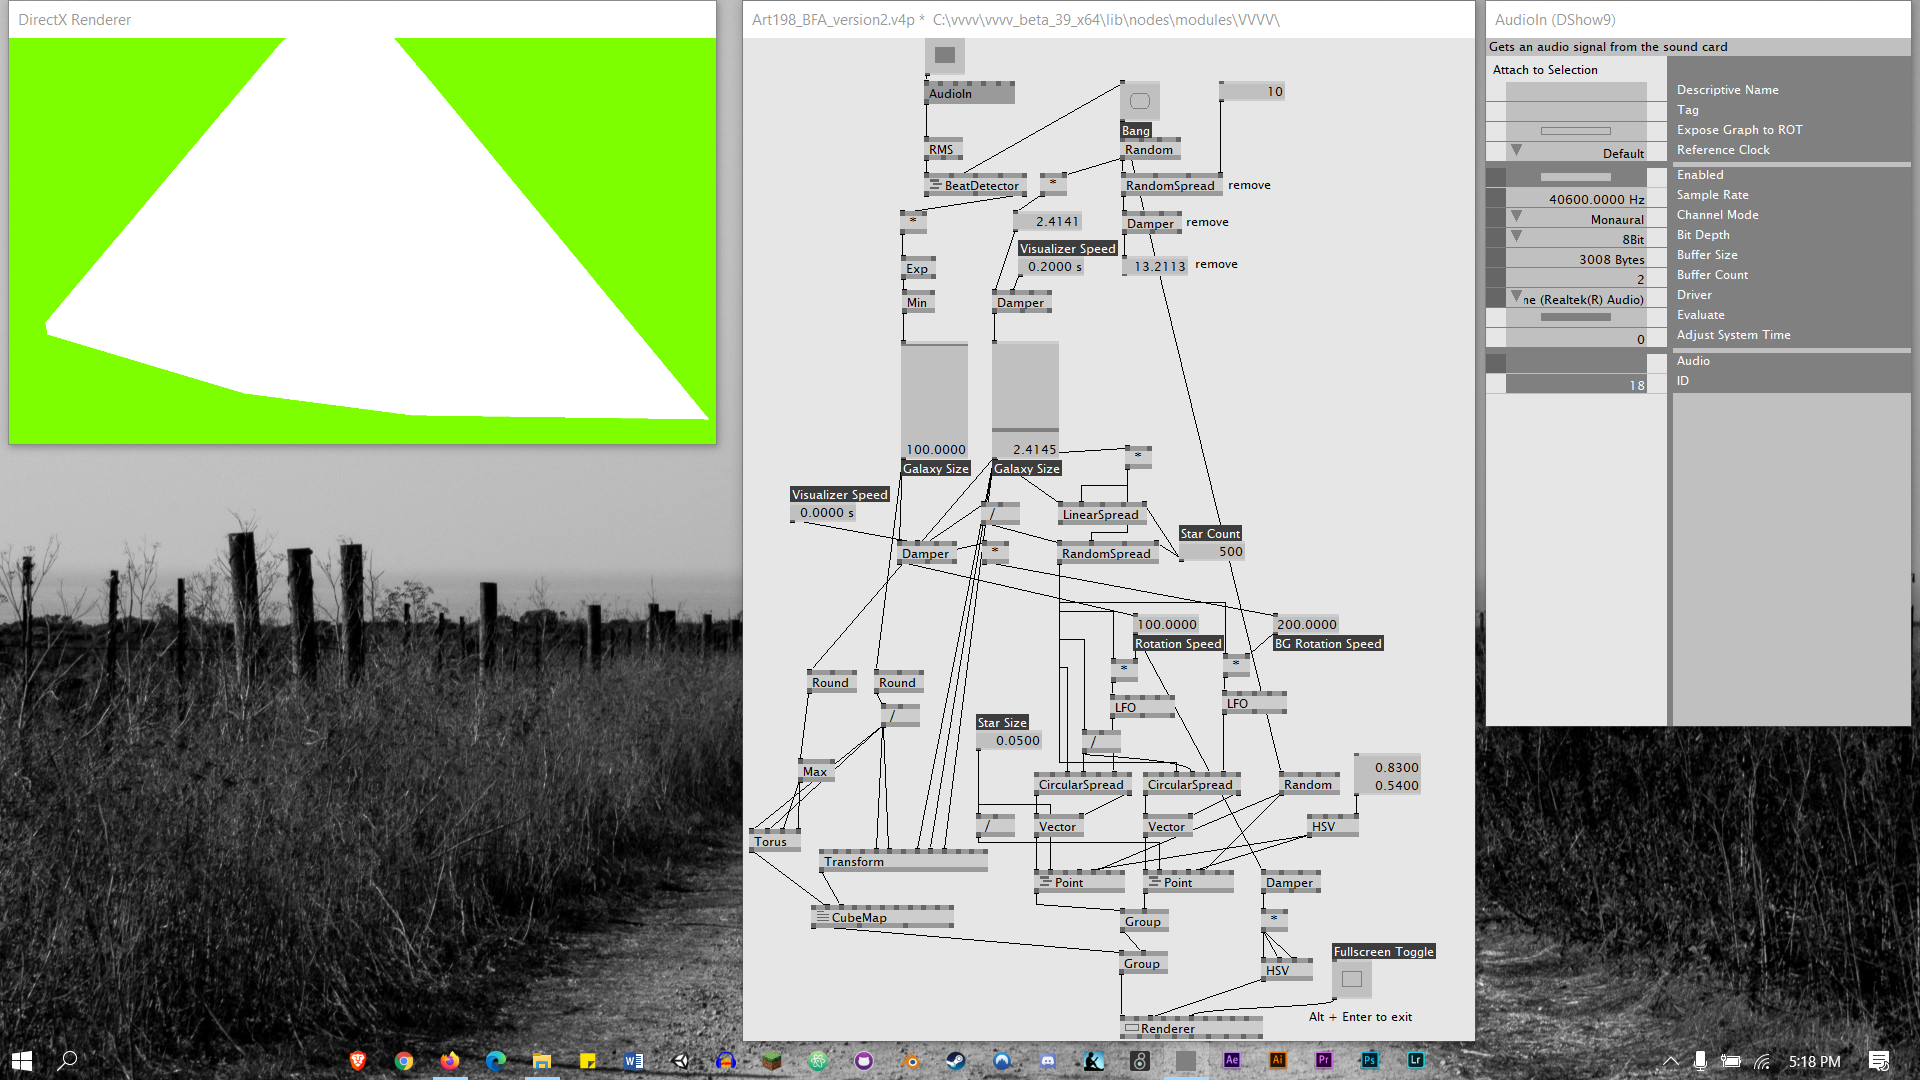 DirectX Renderer
Art198_BFA_version2.v4p * C:\vvvv\vvvv_beta_39_x64\lib\nodes\modules\VVVV\
AudioIn
10
Bang
RMS
Random
BeatDetector
*
RandomSpread
remove
*
2.4141
Damper
remove
Visualizer Speed
Exp
0.2000 s
13.2113
remove
Min
Damper
100.0000
2.4145
*
Galaxy Size
Galaxy Size
Visualizer Speed
0.0000 s
/
LinearSpread
Star Count
500
Damper
*
RandomSpread
100.0000
200.0000
Rotation Speed
BG Rotation Speed
*
*
Round
Round
LFO
LFO
/
Star Size
0.0500
/
Max
0.8300
0.5400
CircularSpread
CircularSpread
Random
/
Vector
Vector
HSV
Torus
Transform
Point
Point
Damper
CubeMap
Group
*
Group
HSV
Fullscreen Toggle
Alt + Enter to exit
Renderer
AudioIn (DShow9)
Gets an audio signal from the sound card
Attach to Selection
Descriptive Name
Tag
Expose Graph to ROT
Default
Reference Clock
Enabled
40600.0000 Hz
Sample Rate
Monaural
Channel Mode
8Bit
Bit Depth
3008 Bytes
Buffer Size
2
Buffer Count
ne (Realtek(R) Audio)
Driver
Evaluate
0
Adjust System Time
Audio
18
ID
W
Ae
Ai
Pr
Ps
Lr
5:18 PM